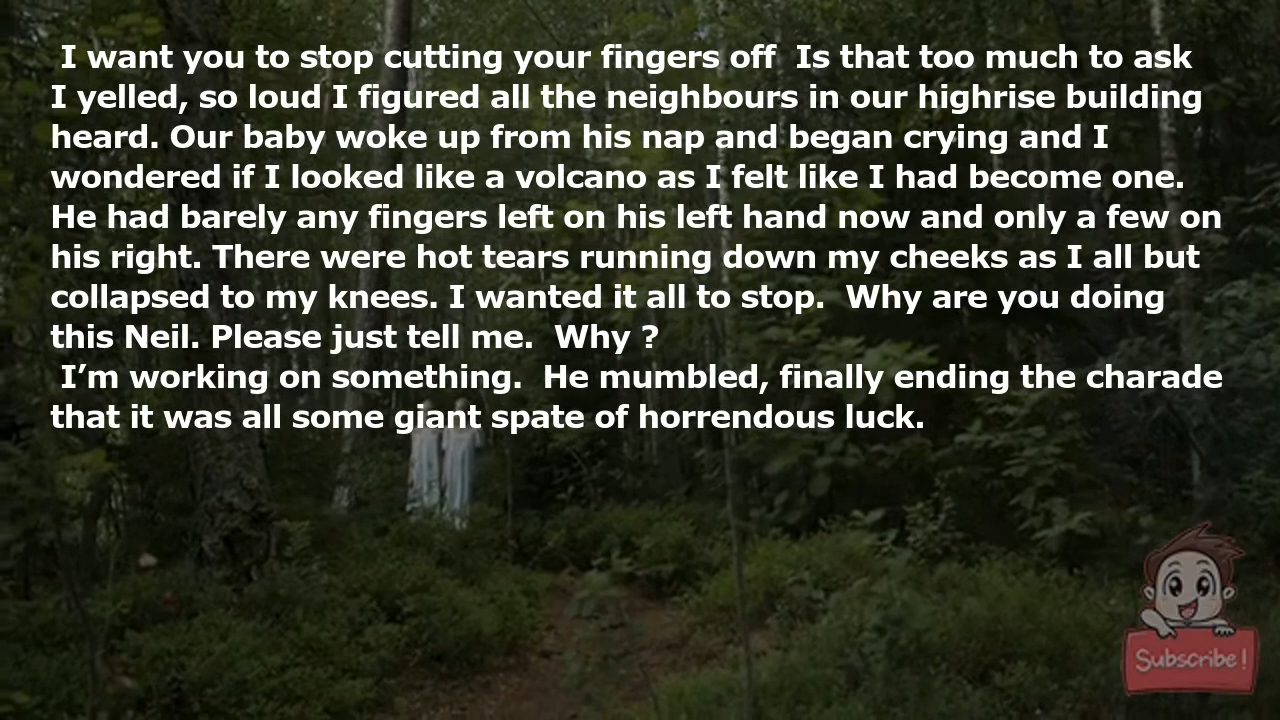 I want you to stop cutting your fingers off  Is that too much to ask
I yelled, so loud I figured all the neighbours in our highrise building
heard. Our baby woke up from his nap and began crying and I
wondered if I looked like a volcano as I felt like I had become one.
He had barely any fingers left on his left hand now and only a few on
his right. There were hot tears running down my cheeks as I all but
collapsed to my knees. I wanted it all to stop.  Why are you doing
this Neil. Please just tell me.  Why ?
I’m working on something.  He mumbled, finally ending the charade
that it was all some giant spate of horrendous luck.
Subscribe!